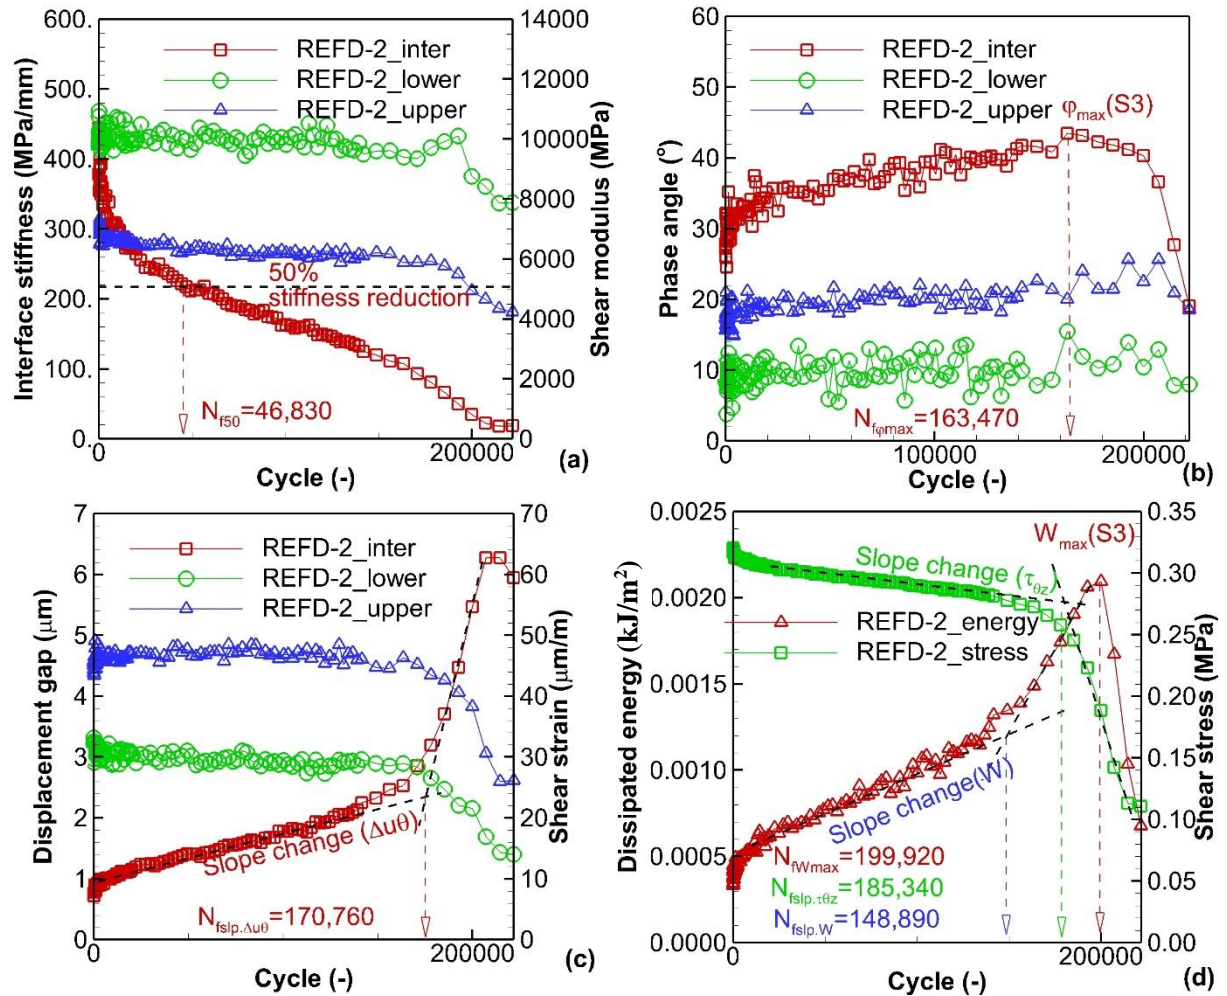 600.
500.
400.
300.
200.
100.
0.
Interface stiffness (MPa/mm)
14000
12000
10000
8000
6000
4000
2000
0
Shear modulus (MPa)
REFD-2_inter
REFD-2_lower
REFD-2_upper
50%
stiffness reduction
N_f50=46,830
0
200000
Cycle (-)
(a)
60
50
40
30
20
10
0
Phase angle (°)
REFD-2_inter
REFD-2_lower
REFD-2_upper
φ_max(S3)
N_fφmax=163,470
0
100000
200000
Cycle (-)
(b)
7
6
5
4
3
2
1
0
Displacement gap (μm)
70
60
50
40
30
20
10
0
Shear strain (μm/m)
REFD-2_inter
REFD-2_lower
REFD-2_upper
Slope change (Δuθ)
N_fslp.Δuθ=170,760
0
200000
Cycle (-)
(c)
0.0025
0.0020
0.0015
0.0010
0.0005
0.0000
Dissipated energy (kJ/m²)
0.35
0.30
0.25
0.20
0.15
0.10
0.05
0.00
Shear stress (MPa)
W_max(S3)
Slope change (τ_θz)
REFD-2_energy
REFD-2_stress
Slope change(W)
N_fWmax=199,920
N_fslp.τθz=185,340
N_fslp.W=148,890
0
200000
Cycle (-)
(d)